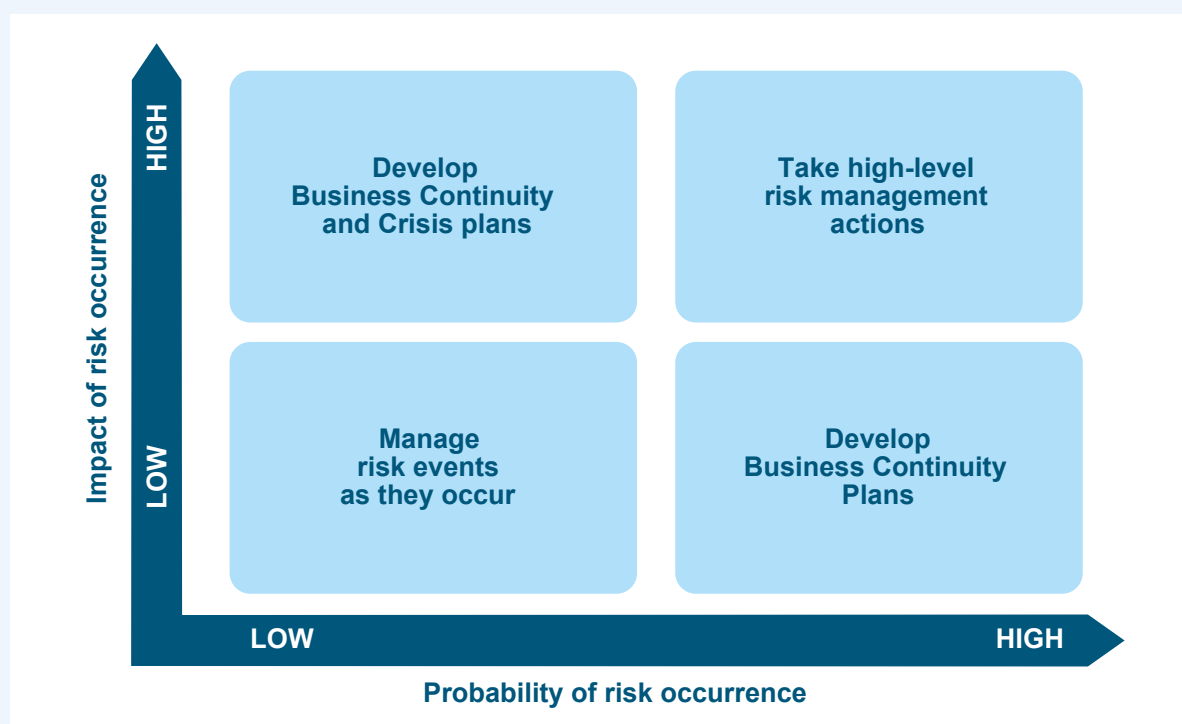 HIGH
LOW
Impact of risk occurrence
Develop
Business Continuity
and Crisis plans
Take high-level
risk management
actions
Manage
risk events
as they occur
Develop
Business Continuity
Plans
LOW
HIGH
Probability of risk occurrence